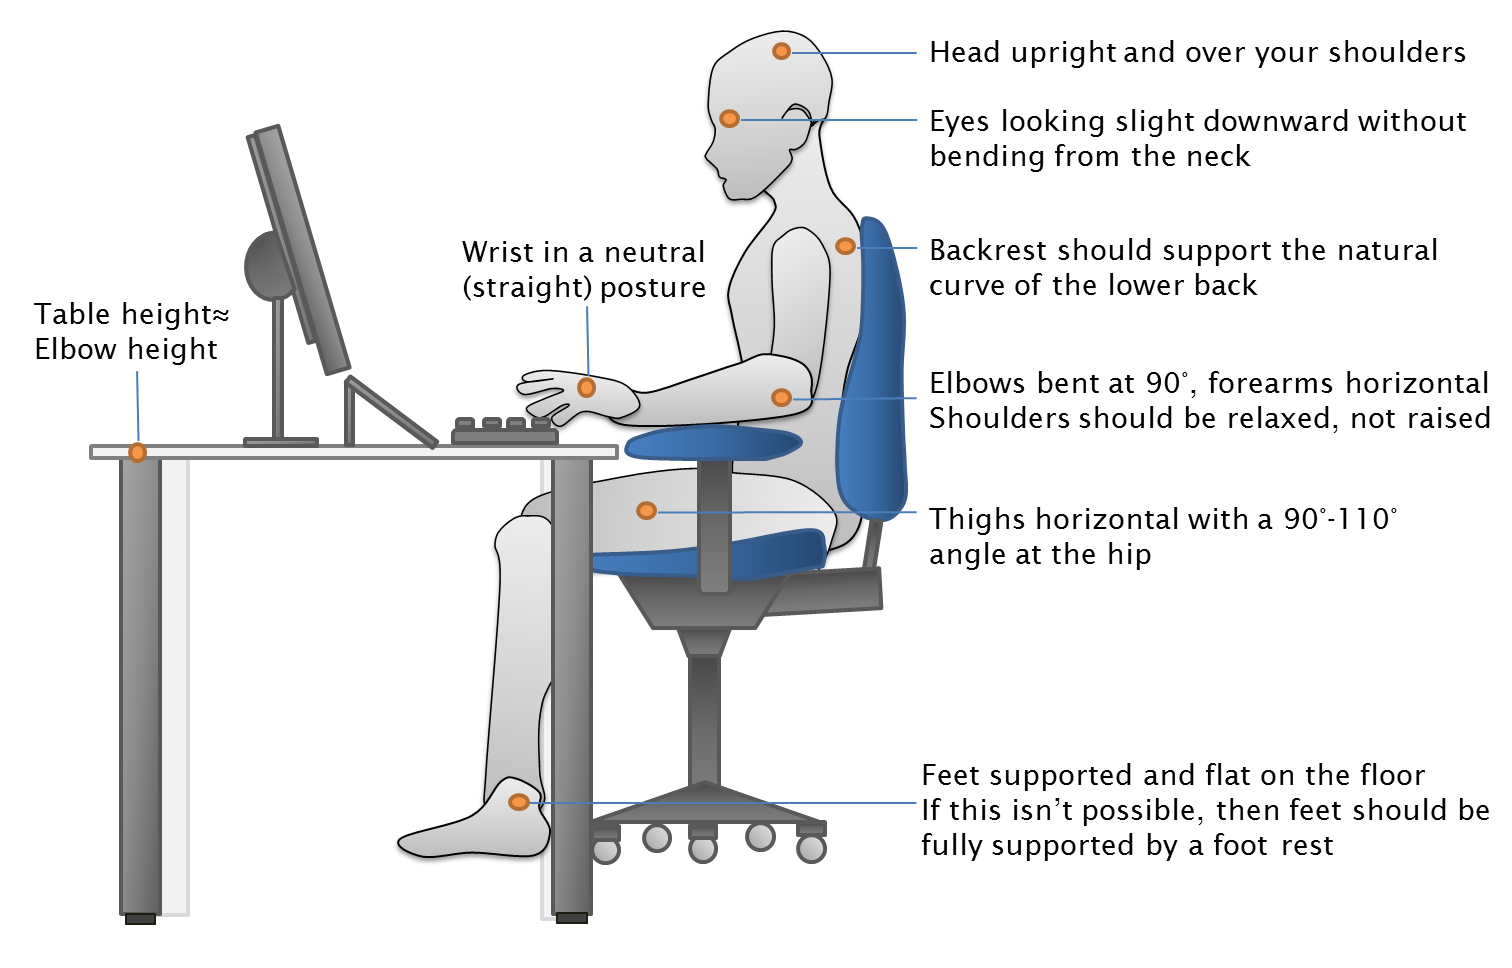 Head upright and over your shoulders
Eyes looking slight downward without
bending from the neck
Wrist in a neutral
(straight) posture
Backrest should support the natural
curve of the lower back
Table height≈
Elbow height
Elbows bent at 90°, forearms horizontal
Shoulders should be relaxed, not raised
Thighs horizontal with a 90°-110°
angle at the hip
Feet supported and flat on the floor
If this isn’t possible, then feet should be
fully supported by a foot rest